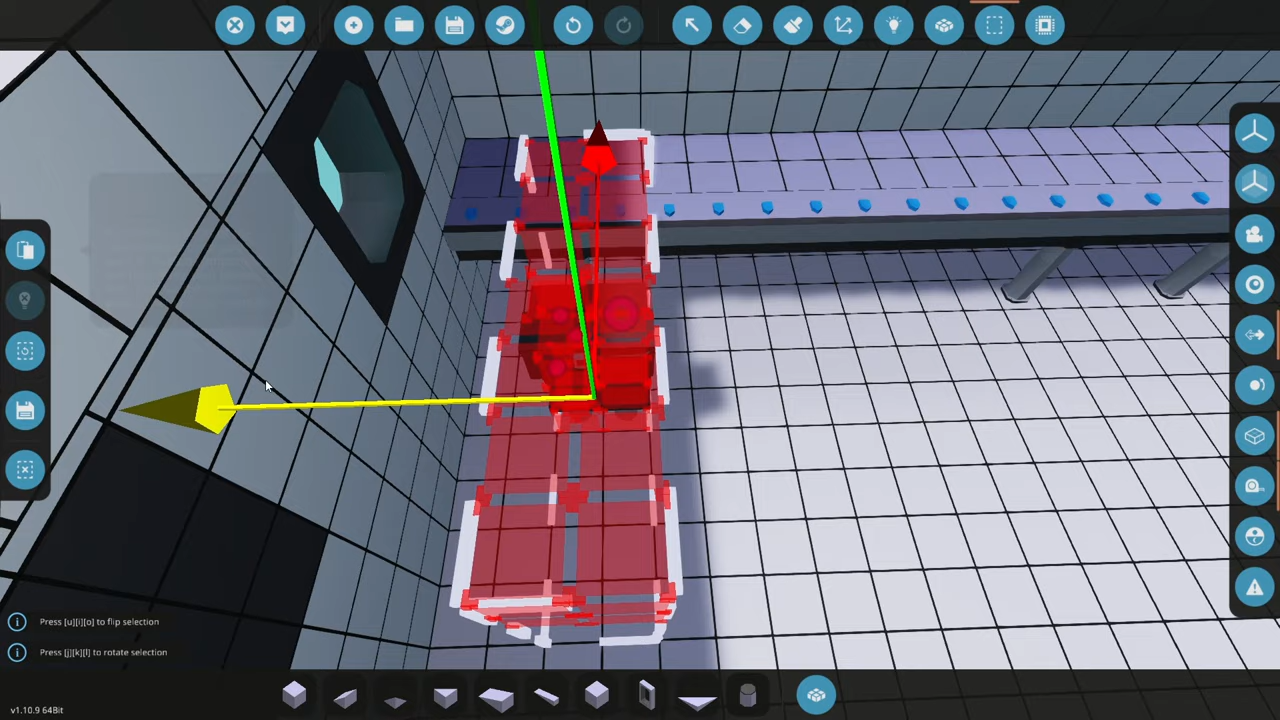 Press [u][i][o] to flip selection
Press [j][k][l] to rotate selection
v1.10.9 64Bit